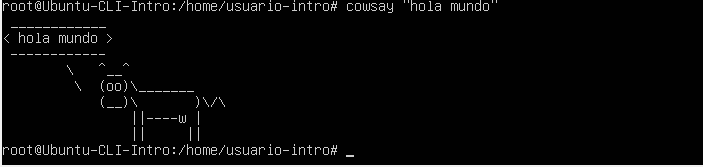 root@Ubuntu-CLI-Intro:/home/usuario-intro# cowsay "hola mundo"
 ____________
< hola mundo >
 ------------
        \   ^__^
         \  (oo)\_______
            (__)\       )\/\
                ||----w |
                ||     ||
root@Ubuntu-CLI-Intro:/home/usuario-intro# _